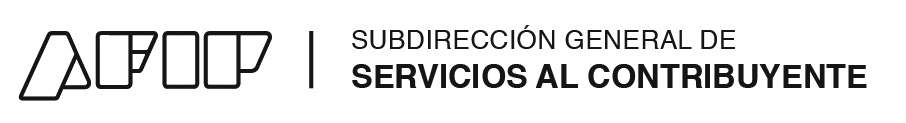 AFIP
SUBDIRECCIÓN GENERAL DE
SERVICIOS AL CONTRIBUYENTE